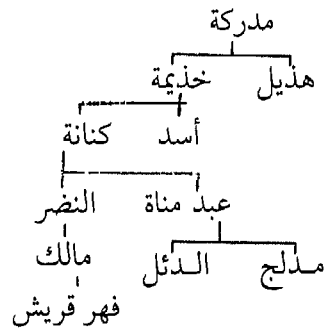 مدركة
هذيل خذيمة
أسد كنانة
عبد مناة النضر
مدلج الدئل مالك
فهر قريش